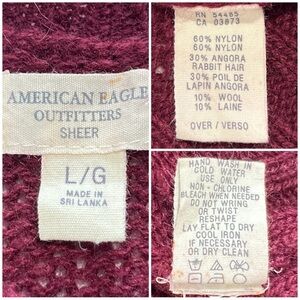 AMERICAN EAGLE
OUTFITTERS
SHEER
L/G
MADE IN
SRI LANKA
RN 54485
CA 03873
60% NYLON
60% NYLON
30% ANGORA
RABBIT HAIR
30% POIL DE
LAPIN ANGORA
10% WOOL
10% LAINE
OVER / VERSO
HAND WASH IN
COLD WATER
USE ONLY
NON - CHLORINE
BLEACH WHEN NEEDED
DO NOT WRING
OR TWIST
RESHAPE
LAY FLAT TO DRY
COOL IRON
IF NECESSARY
OR DRY CLEAN